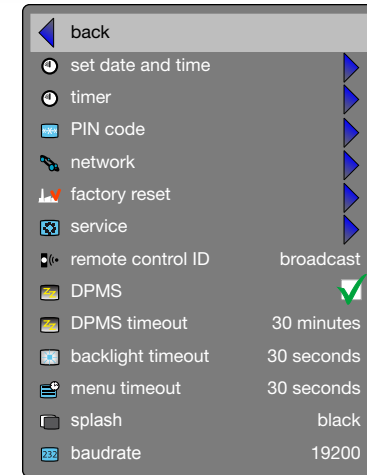 back
set date and time
timer
PIN code
network
factory reset
service
remote control ID broadcast
DPMS
DPMS timeout 30 minutes
backlight timeout 30 seconds
menu timeout 30 seconds
splash black
baudrate 19200